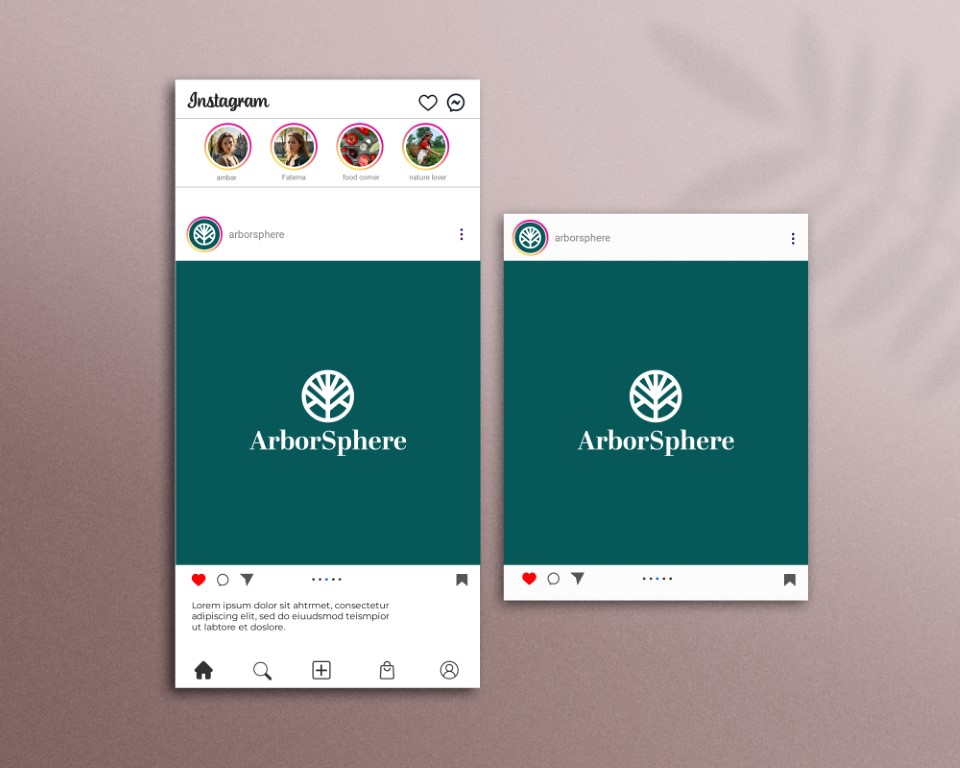 Instagram
ambar
Fatema
food corner
nature lover
arborsphere
ArborSphere
Lorem ipsum dolor sit ahtrmet, consectetur
adipiscing elit, sed do eiuudsmod teismpior
ut labtore et doslore.
arborsphere
ArborSphere